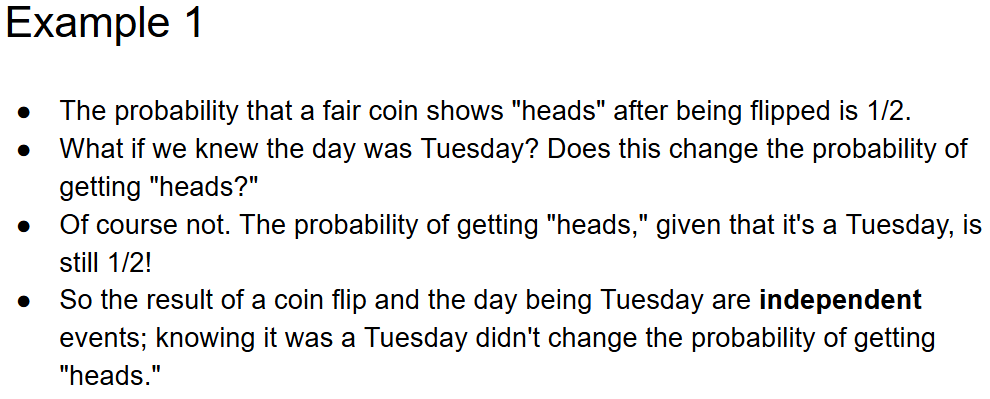 Example 1
● The probability that a fair coin shows "heads" after being flipped is 1/2.
● What if we knew the day was Tuesday? Does this change the probability of
getting "heads?"
● Of course not. The probability of getting "heads," given that it's a Tuesday, is
still 1/2!
● So the result of a coin flip and the day being Tuesday are independent
events; knowing it was a Tuesday didn't change the probability of getting
"heads."